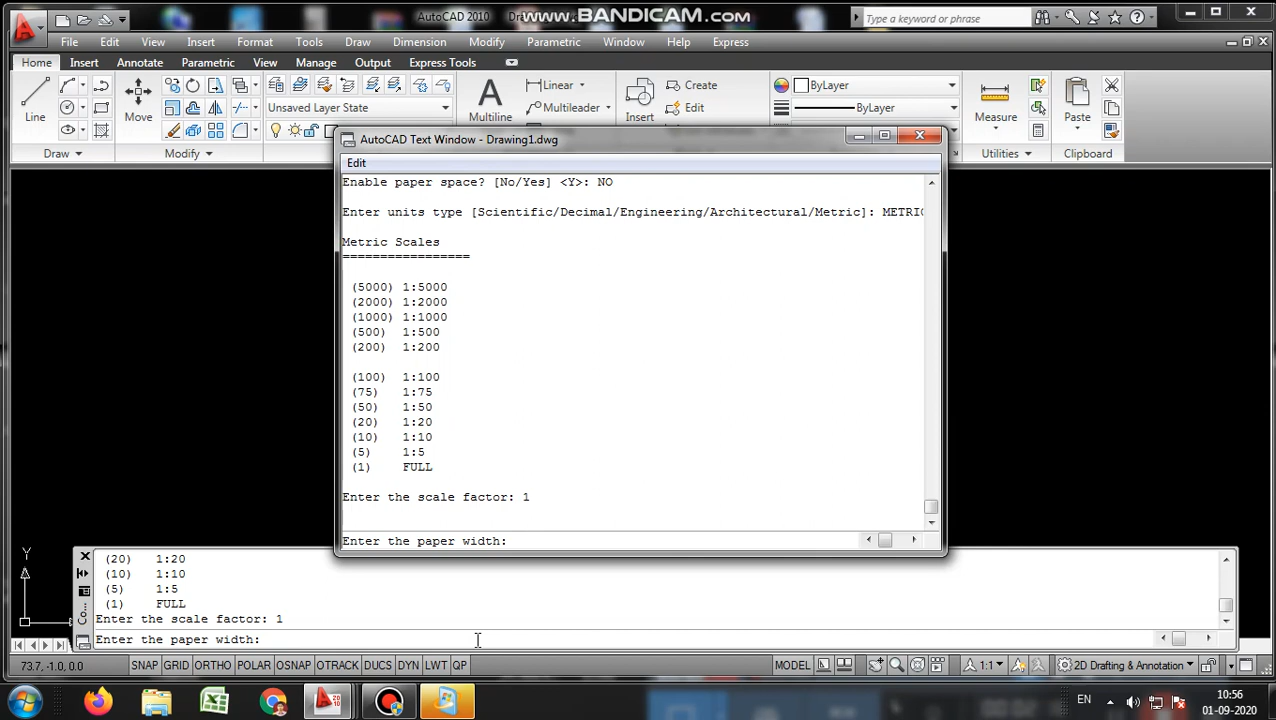 AutoCAD 2010
www.BANDICAM.com
Type a keyword or phrase
File Edit View Insert Format Tools Draw Dimension Modify Parametric Window Help Express
Home Insert Annotate Parametric View Manage Output Express Tools
Line
Move
Unsaved Layer State
Multiline
Linear
Multileader
Insert
Create
Edit
ByLayer
ByLayer
Measure
Paste
Draw
Modify
Utilities
Clipboard
AutoCAD Text Window - Drawing1.dwg
Edit
Enable paper space? [No/Yes] <Y>: NO
Enter units type [Scientific/Decimal/Engineering/Architectural/Metric]: METRIC
Metric Scales
=================
(5000) 1:5000
(2000) 1:2000
(1000) 1:1000
(500) 1:500
(200) 1:200
(100) 1:100
(75) 1:75
(50) 1:50
(20) 1:20
(10) 1:10
(5) 1:5
(1) FULL
Enter the scale factor: 1
Enter the paper width:
Y
Co...
(20) 1:20
(10) 1:10
(5) 1:5
(1) FULL
Enter the scale factor: 1
Enter the paper width:
73.7, -1.0, 0.0
SNAP GRID ORTHO POLAR OSNAP OTRACK DUCS DYN LWT QP
MODEL
1:1
2D Drafting & Annotation
EN
10:56
01-09-2020